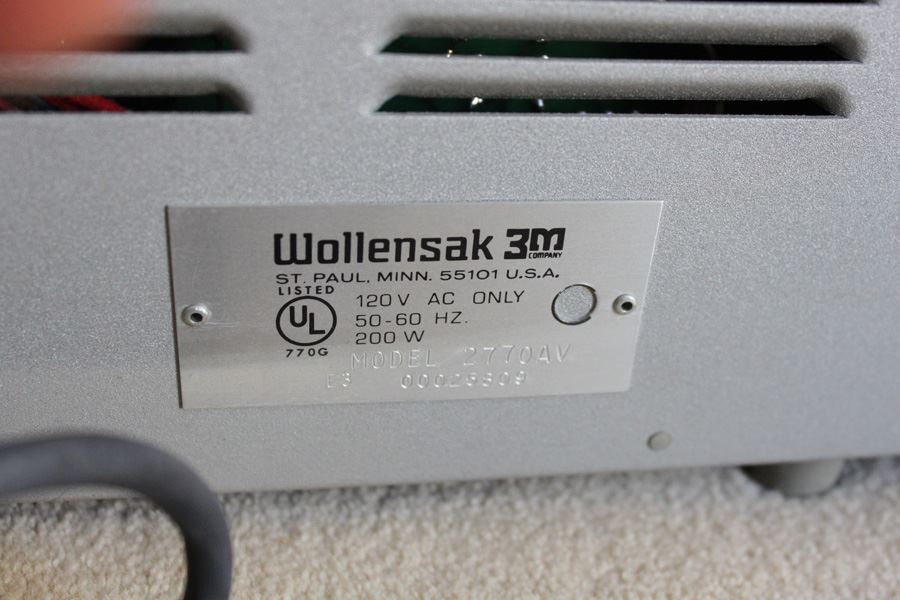 Wollensak 3M COMPANY
ST. PAUL, MINN. 55101 U.S.A.
LISTED
UL
770G
120V AC ONLY
50-60 HZ.
200 W
MODEL 2770AV
E3